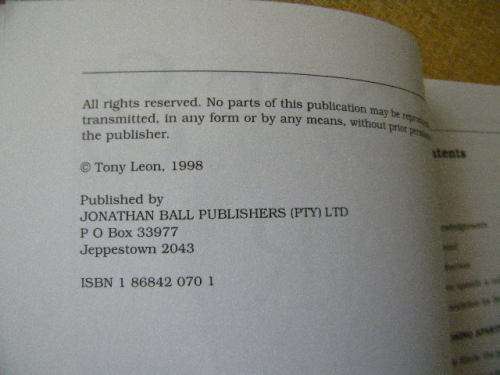 All rights reserved. No parts of this publication may be
transmitted, in any form or by any means, without prior
the publisher.
© Tony Leon, 1998
Published by
JONATHAN BALL PUBLISHERS (PTY) LTD
P O Box 33977
Jeppestown 2043
ISBN 1 86842 070 1
tents